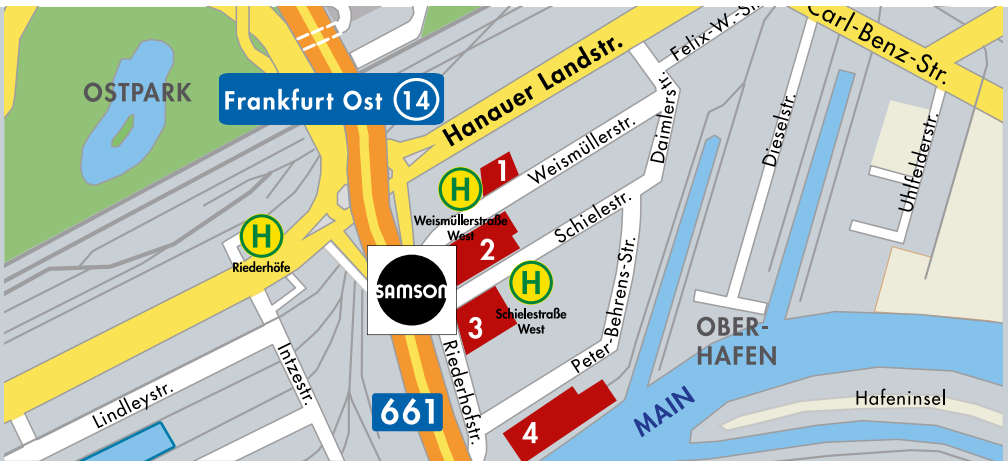 Felix-W.-St
Carl-Benz-Str.
OSTPARK
Frankfurt Ost 14
Hanauer Landstr.
Daimlerstr.
Dieselstr.
Uhlfelderstr.
Weismüllerstr.
1
H
Weismüllerstraße
West
Schielestr.
H
Riederhöfe
2
SAMSON
H
Schielestraße
West
3
Peter-Behrens-Str.
OBER-
HAFEN
Riederhofstr.
Intzestr.
Lindleystr.
661
MAIN
Hafeninsel
4